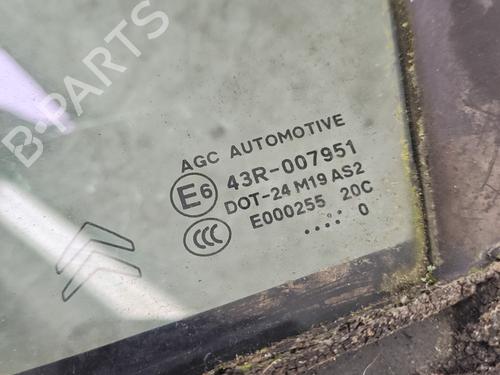 B-PARTS
AGC AUTOMOTIVE
E6 43R-007951
DOT-24 M19 AS2
CCC E000255 20C
.... 0